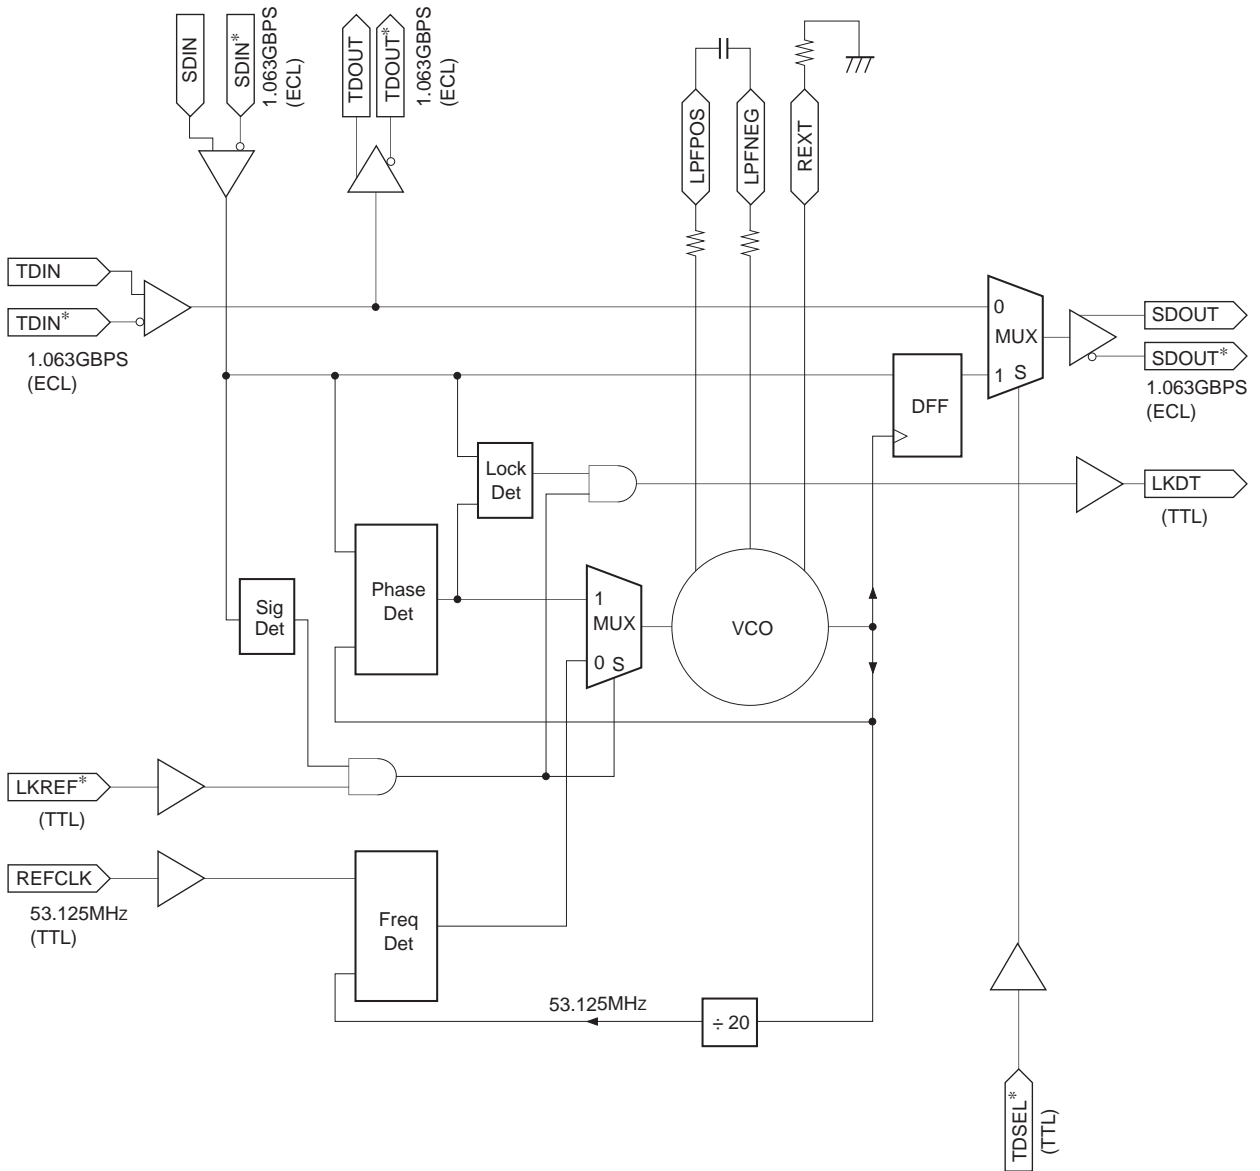 SDIN
SDIN*
1.063GBPS
(ECL)
TDOUT
TDOUT*
1.063GBPS
(ECL)
LPFPOS
LPFNEG
REXT
TDIN
TDIN*
1.063GBPS
(ECL)
0
MUX
1 S
SDOUT
SDOUT*
1.063GBPS
(ECL)
DFF
Lock
Det
LKDT
(TTL)
Phase
Det
Sig
Det
1
MUX
0 S
VCO
LKREF*
(TTL)
REFCLK
53.125MHz
(TTL)
Freq
Det
53.125MHz
÷ 20
TDSEL*
(TTL)